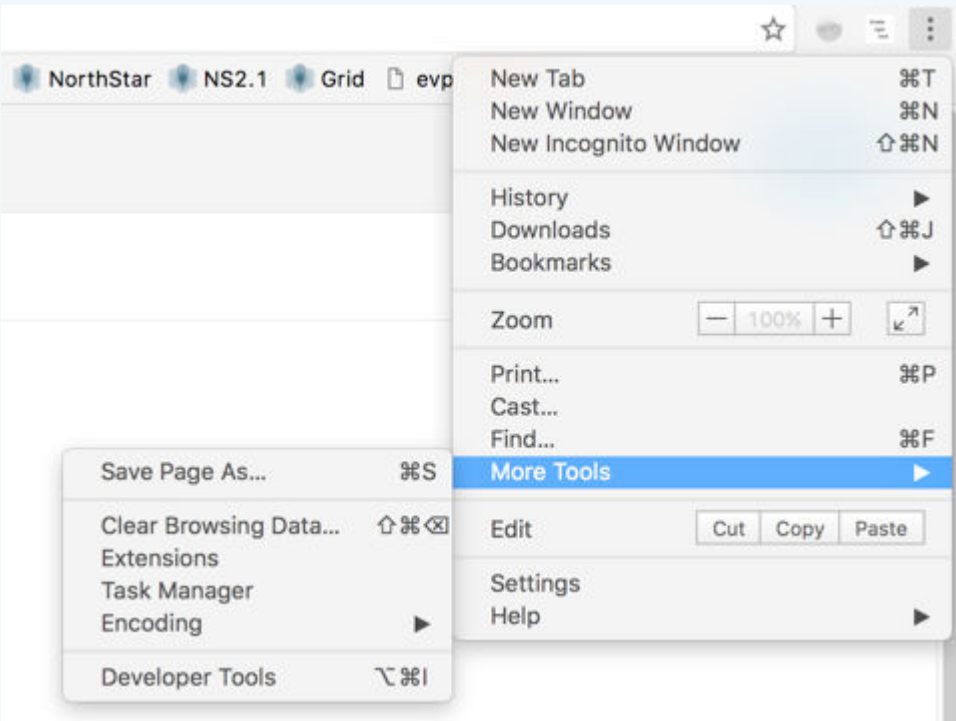 NorthStar NS2.1 Grid evp
New Tab ⌘T
New Window ⌘N
New Incognito Window ⇧⌘N
History ▶
Downloads ⇧⌘J
Bookmarks ▶
Zoom — 100% +
Print... ⌘P
Cast...
Find... ⌘F
More Tools ▶
Edit Cut Copy Paste
Settings
Help ▶
Save Page As... ⌘S
Clear Browsing Data... ⇧⌘⌫
Extensions
Task Manager
Encoding ▶
Developer Tools ⌥⌘I